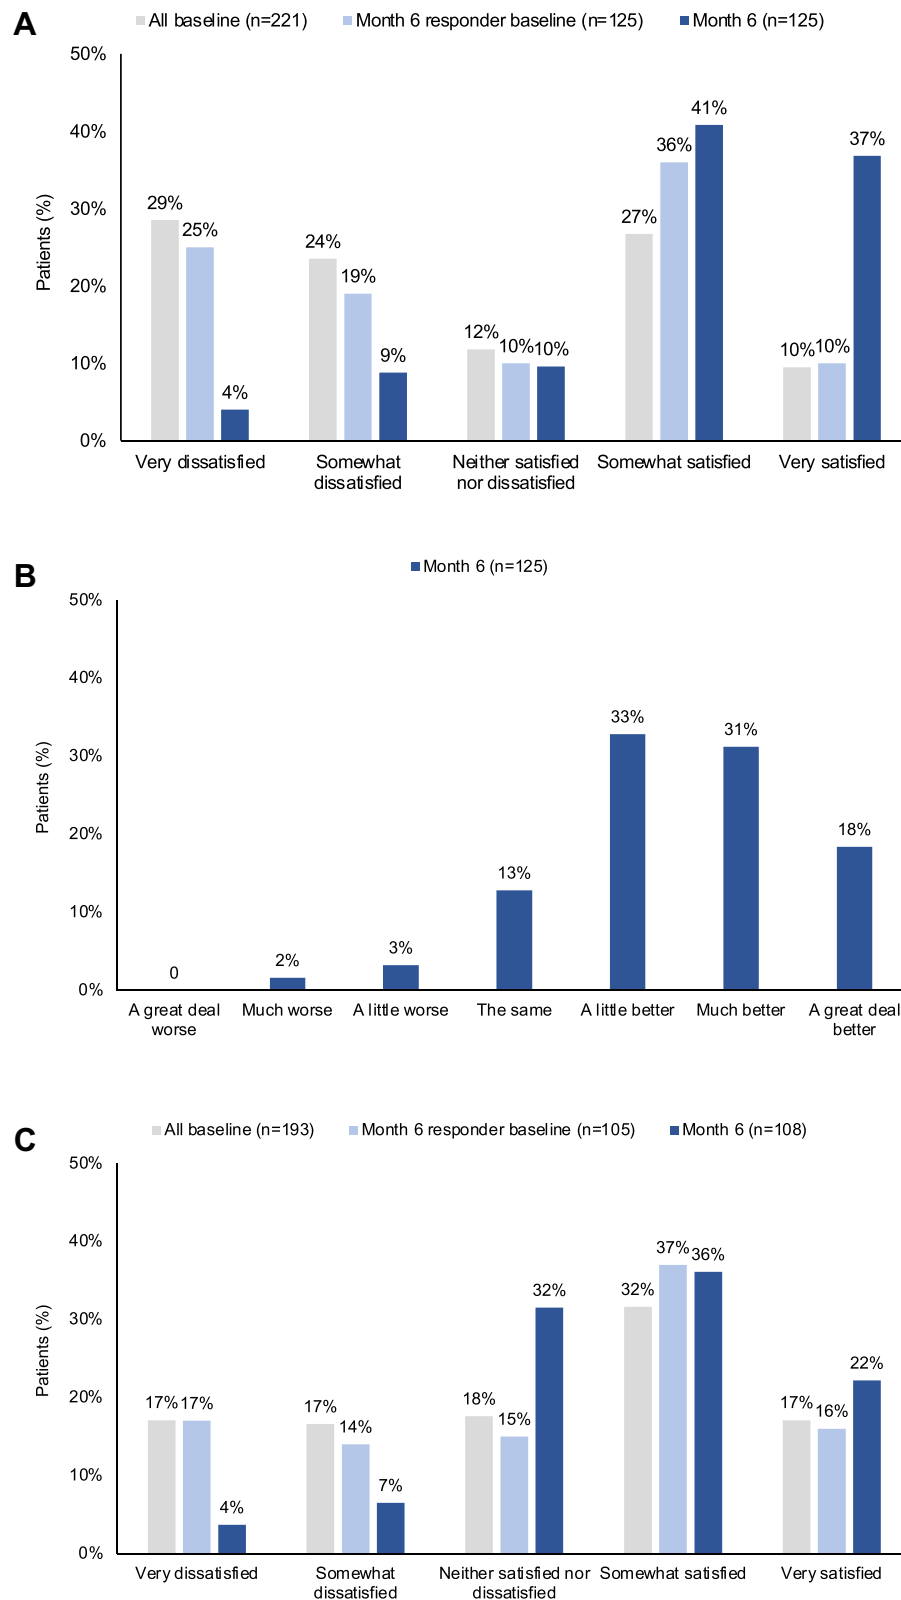 A
All baseline (n=221) Month 6 responder baseline (n=125) Month 6 (n=125)
50%
40%
30%
20%
10%
0%
Patients (%)
29% 25% 4%
24% 19% 9%
12% 10% 10%
27% 36% 41%
10% 10% 37%
Very dissatisfied Somewhat Neither satisfied Somewhat satisfied Very satisfied
dissatisfied nor dissatisfied
B
Month 6 (n=125)
50%
40%
30%
20%
10%
0%
Patients (%)
0 2% 3% 13% 33% 31% 18%
A great deal Much worse A little worse The same A little better Much better A great deal
worse better
C
All baseline (n=193) Month 6 responder baseline (n=105) Month 6 (n=108)
50%
40%
30%
20%
10%
0%
Patients (%)
17% 17% 4%
17% 14% 7%
18% 15% 32%
32% 37% 36%
17% 16% 22%
Very dissatisfied Somewhat Neither satisfied nor Somewhat satisfied Very satisfied
dissatisfied dissatisfied